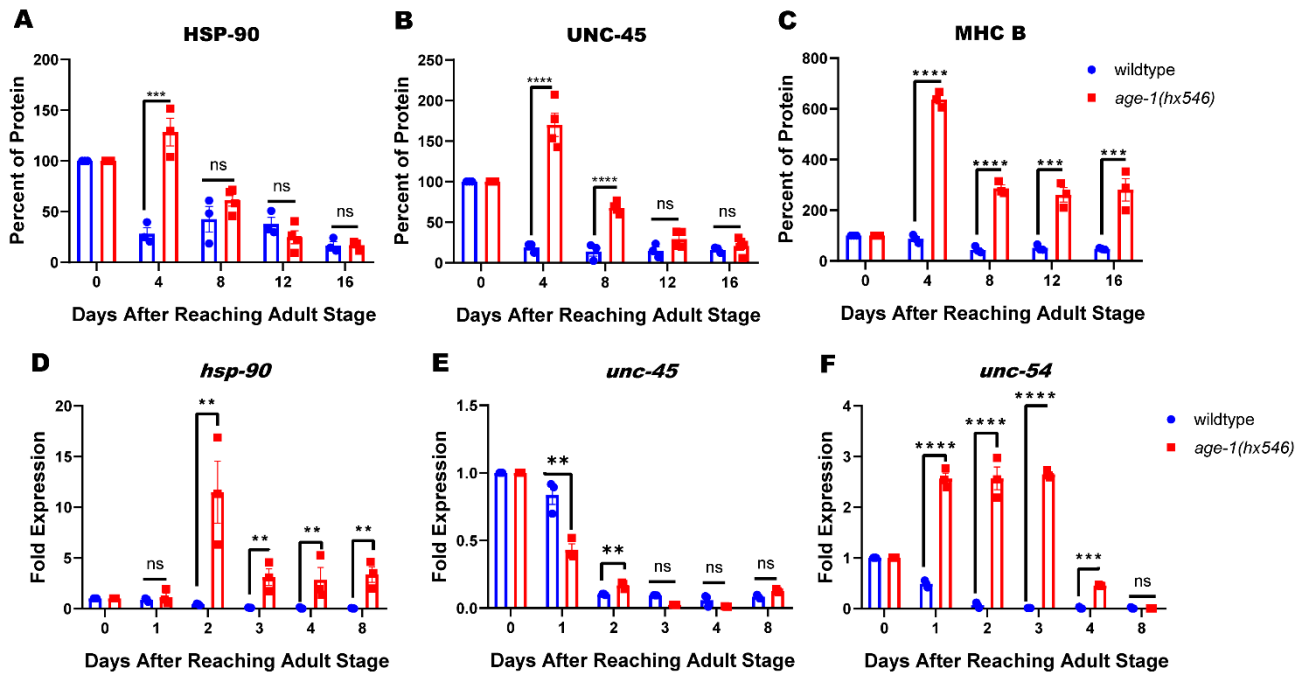 A
HSP-90
Percent of Protein
200
150
100
50
0
***
ns
ns
ns
0 4 8 12 16
Days After Reaching Adult Stage
B
UNC-45
Percent of Protein
250
200
150
100
50
0
****
****
ns
ns
0 4 8 12 16
Days After Reaching Adult Stage
C
MHC B
Percent of Protein
800
600
400
200
0
****
****
***
***
0 4 8 12 16
Days After Reaching Adult Stage
wildtype
age-1(hx546)
D
hsp-90
Fold Expression
20
15
10
5
0
ns
**
**
**
**
0 1 2 3 4 8
Days After Reaching Adult Stage
E
unc-45
Fold Expression
1.5
1.0
0.5
0.0
**
**
ns
ns
ns
0 1 2 3 4 8
Days After Reaching Adult Stage
F
unc-54
Fold Expression
4
3
2
1
0
****
****
****
***
ns
0 1 2 3 4 8
Days After Reaching Adult Stage
wildtype
age-1(hx546)